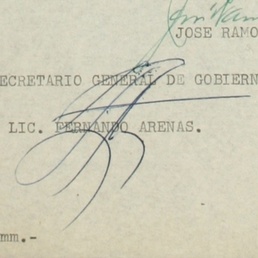 JOSE RAMO
SECRETARIO GENERAL DE GOBIERN
LIC. FERNANDO ARENAS.
mm.-